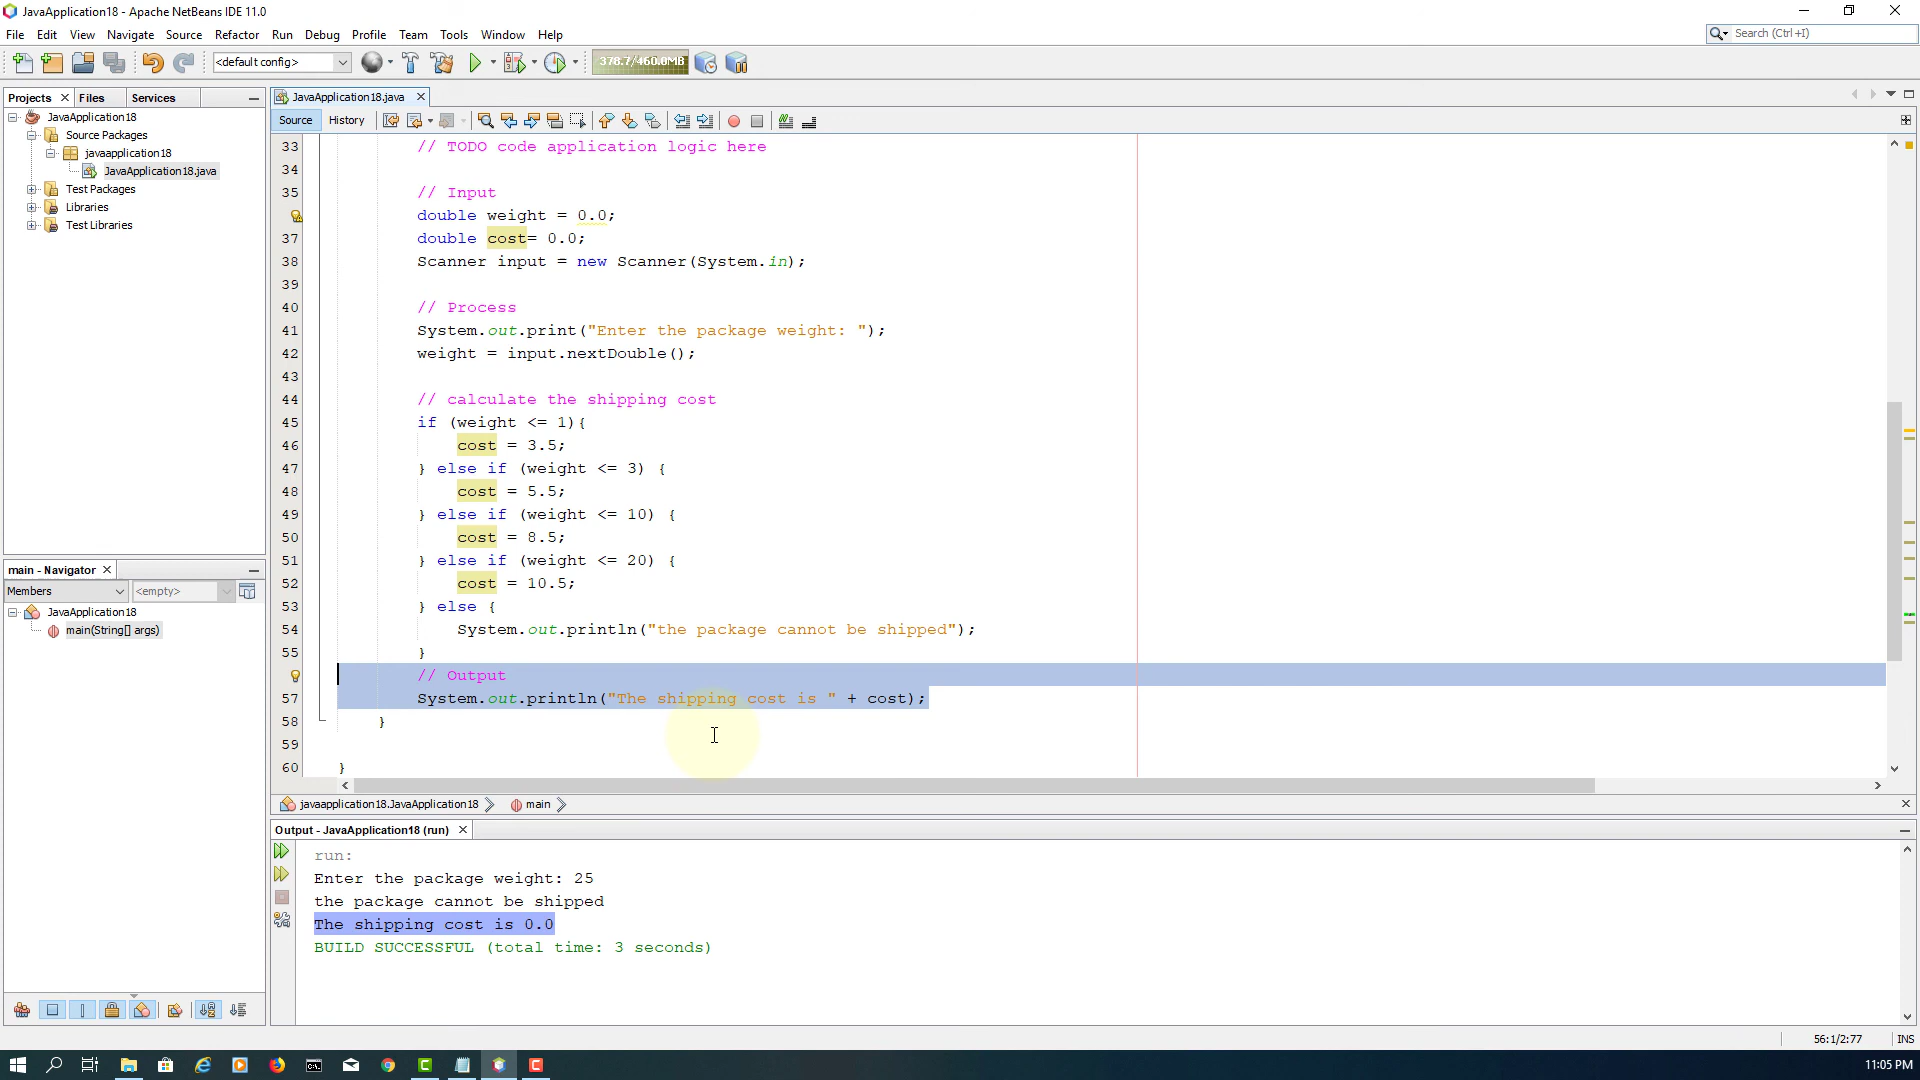 JavaApplication18 - Apache NetBeans IDE 11.0
File Edit View Navigate Source Refactor Run Debug Profile Team Tools Window Help
Search (Ctrl+I)
<default config>
378.7/460.0MB
Projects Files Services
JavaApplication18
Source Packages
javaapplication18
JavaApplication18.java
Test Packages
Libraries
Test Libraries
main - Navigator
Members <empty>
JavaApplication18
main(String[] args)
JavaApplication18.java
Source History
33 // TODO code application logic here
34
35 // Input
double weight = 0.0;
37 double cost= 0.0;
38 Scanner input = new Scanner(System.in);
39
40 // Process
41 System.out.print("Enter the package weight: ");
42 weight = input.nextDouble();
43
44 // calculate the shipping cost
45 if (weight <= 1){
46 cost = 3.5;
47 } else if (weight <= 3) {
48 cost = 5.5;
49 } else if (weight <= 10) {
50 cost = 8.5;
51 } else if (weight <= 20) {
52 cost = 10.5;
53 } else {
54 System.out.println("the package cannot be shipped");
55 }
// Output
57 System.out.println("The shipping cost is " + cost);
58 }
59
60 }
javaapplication18.JavaApplication18 main
Output - JavaApplication18 (run)
run:
Enter the package weight: 25
the package cannot be shipped
The shipping cost is 0.0
BUILD SUCCESSFUL (total time: 3 seconds)
56:1/2:77 INS
11:05 PM